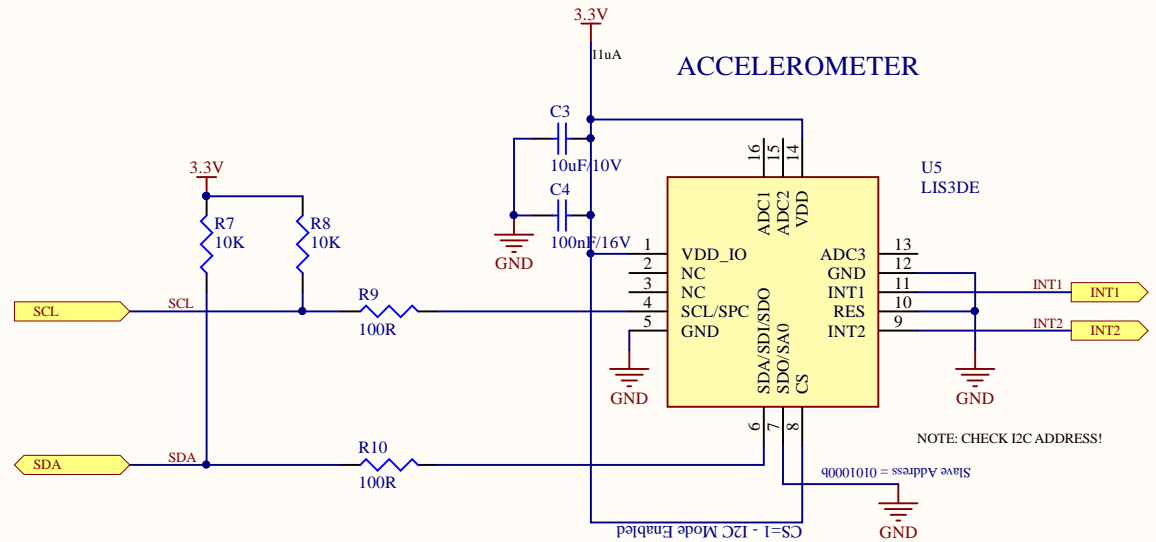 3.3V
11uA
ACCELEROMETER
C3
10uF/10V
C4
100nF/16V
GND
3.3V
R7
10K
R8
10K
U5
LIS3DE
16
15
14
ADC1
ADC2
VDD
1
VDD_IO
2
NC
3
NC
4
SCL/SPC
5
GND
ADC3
13
GND
12
INT1
11
RES
10
INT2
9
SDA/SDI/SDO
SDO/SA0
CS
6
7
8
SCL
SCL
R9
100R
GND
INT1
INT1
INT2
INT2
GND
SDA
SDA
R10
100R
NOTE: CHECK I2C ADDRESS!
Slave Address = 0101000b
GND
CS=1 - I2C Mode Enabled